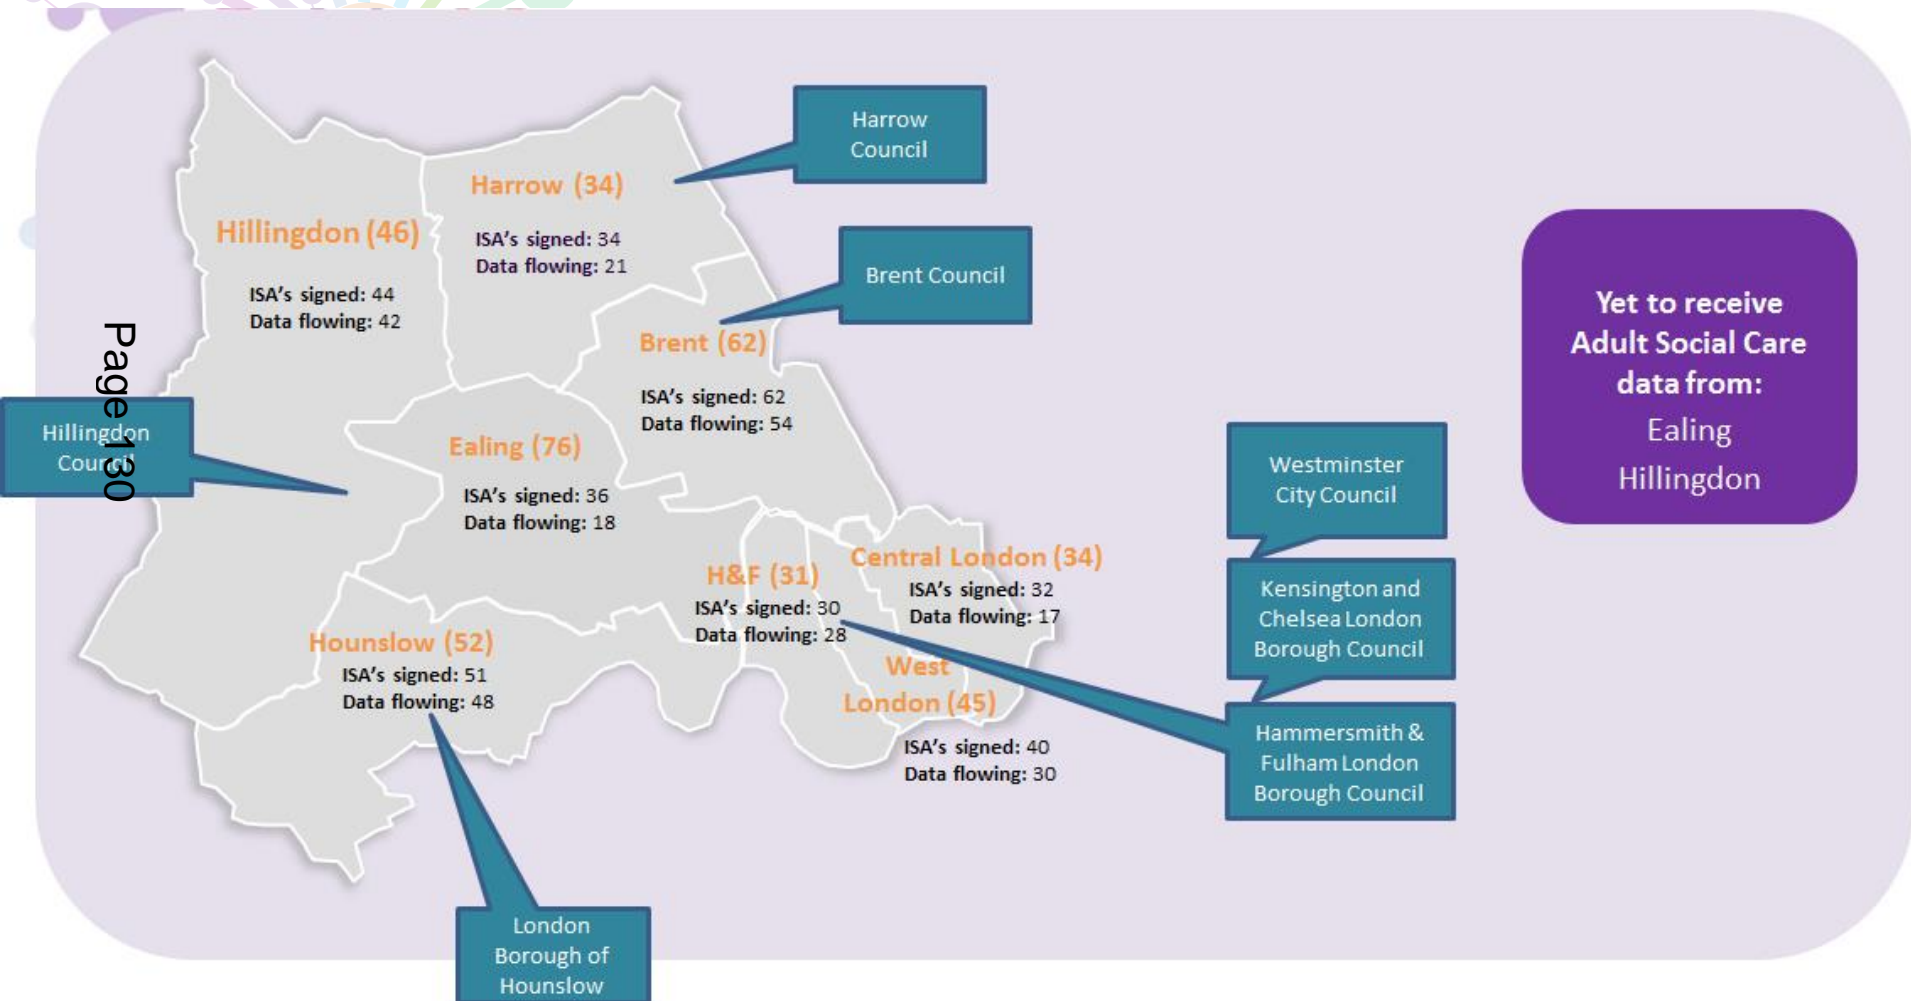 Harrow
Council
Harrow (34)
ISA's signed: 34
Data flowing: 21
Hillingdon (46)
ISA's signed: 44
Data flowing: 42
Brent Council
Brent (62)
ISA's signed: 62
Data flowing: 54
Page 130
Hillingdon
Council
Ealing (76)
ISA's signed: 36
Data flowing: 18
Yet to receive
Adult Social Care
data from:
Ealing
Hillingdon
Westminster
City Council
Kensington and
Chelsea London
Borough Council
Hammersmith &
Fulham London
Borough Council
Central London (34)
ISA's signed: 32
Data flowing: 17
H&F (31)
ISA's signed: 30
Data flowing: 28
Hounslow (52)
ISA's signed: 51
Data flowing: 48
West
London (45)
ISA's signed: 40
Data flowing: 30
London
Borough of
Hounslow